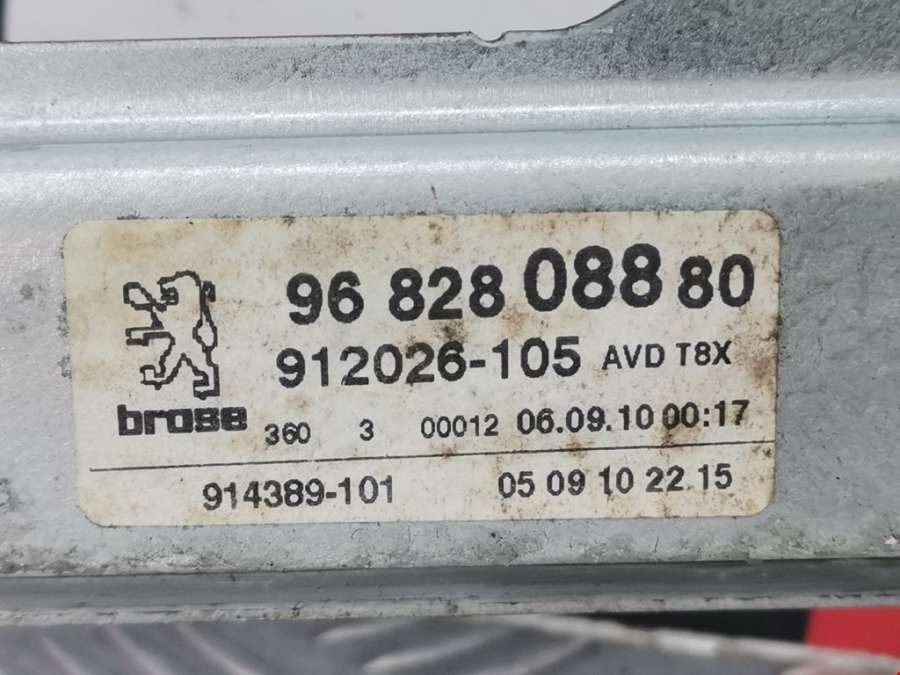 96 828 088 80
912026-105 AVD T8X
brose 360 3 00012 06.09.10 00:17
914389-101 05 09 10 22 15